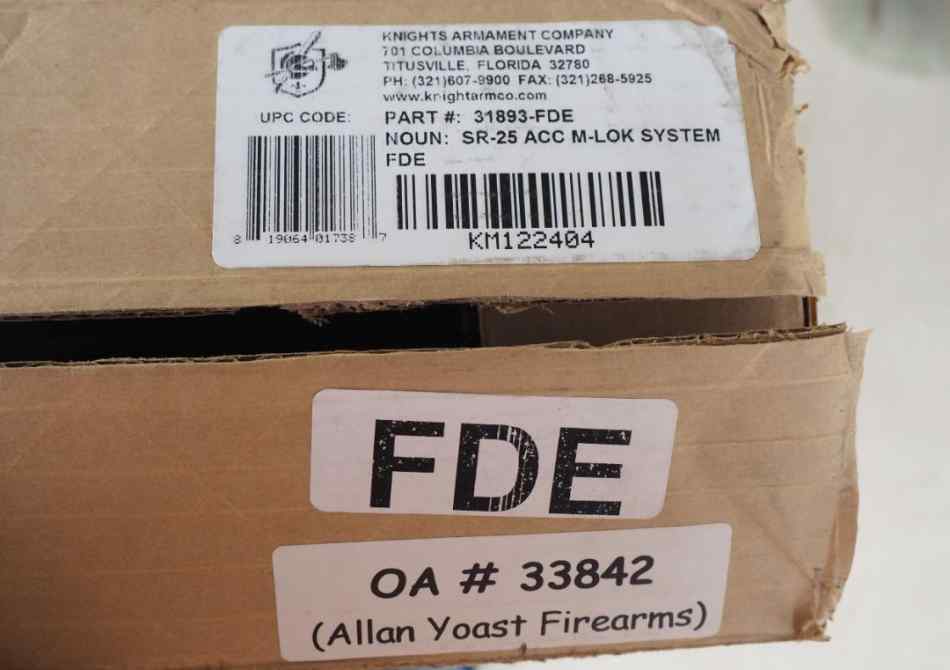 KNIGHTS ARMAMENT COMPANY
701 COLUMBIA BOULEVARD
TITUSVILLE, FLORIDA 32780
PH: (321)607-9900 FAX: (321)268-5925
www.knightarmco.com
UPC CODE:
PART #: 31893-FDE
NOUN: SR-25 ACC M-LOK SYSTEM
FDE
8 19064 01738 7
KM122404
FDE
OA # 33842
(Allan Yoast Firearms)